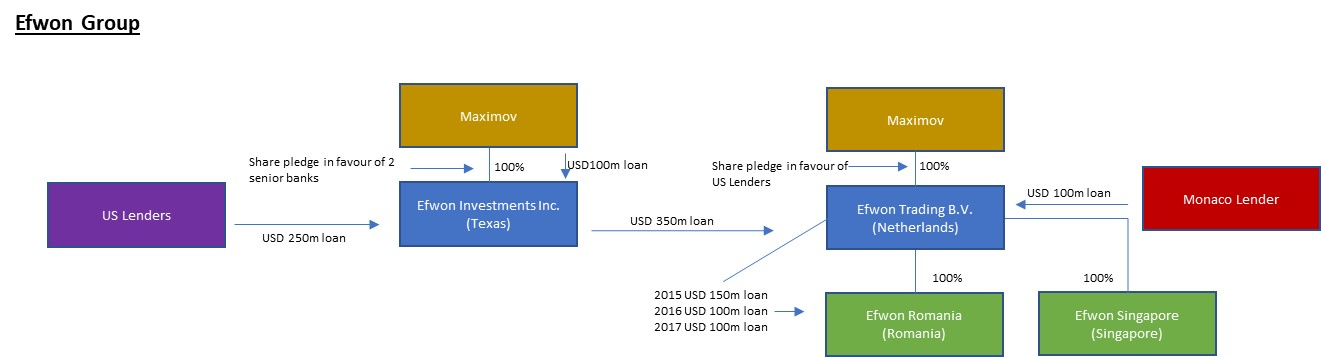 Efwon Group
Maximov
Maximov
Share pledge in favour of 2
senior banks
100%
USD100m loan
Share pledge in favour of
US Lenders
100%
US Lenders
USD 250m loan
Efwon Investments Inc.
(Texas)
USD 350m loan
Efwon Trading B.V.
(Netherlands)
USD 100m loan
Monaco Lender
100%
100%
2015 USD 150m loan
2016 USD 100m loan
2017 USD 100m loan
Efwon Romania
(Romania)
Efwon Singapore
(Singapore)